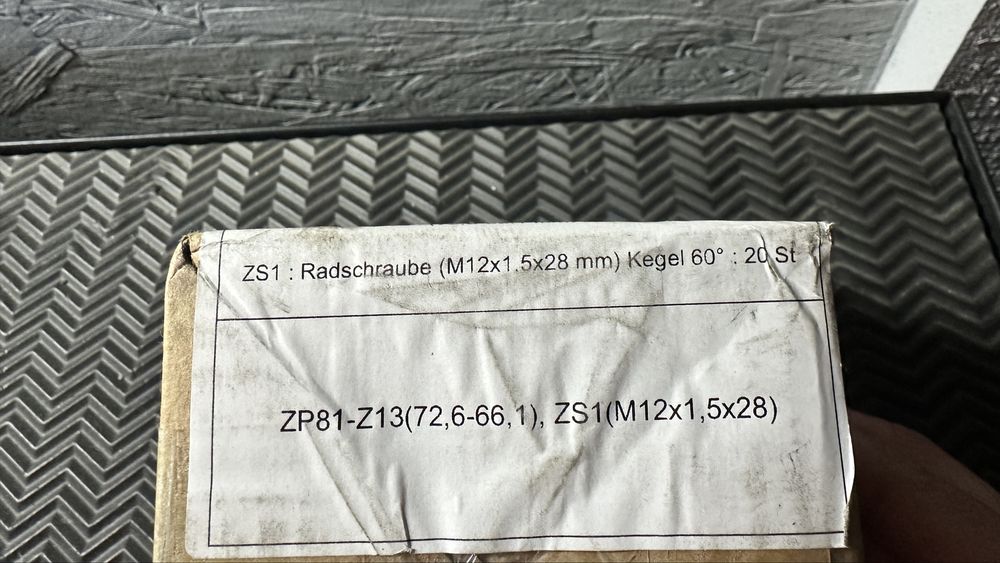 ZS1 : Radschraube (M12x1.5x28 mm) Kegel 60° : 20 St
ZP81-Z13(72,6-66,1), ZS1(M12x1,5x28)